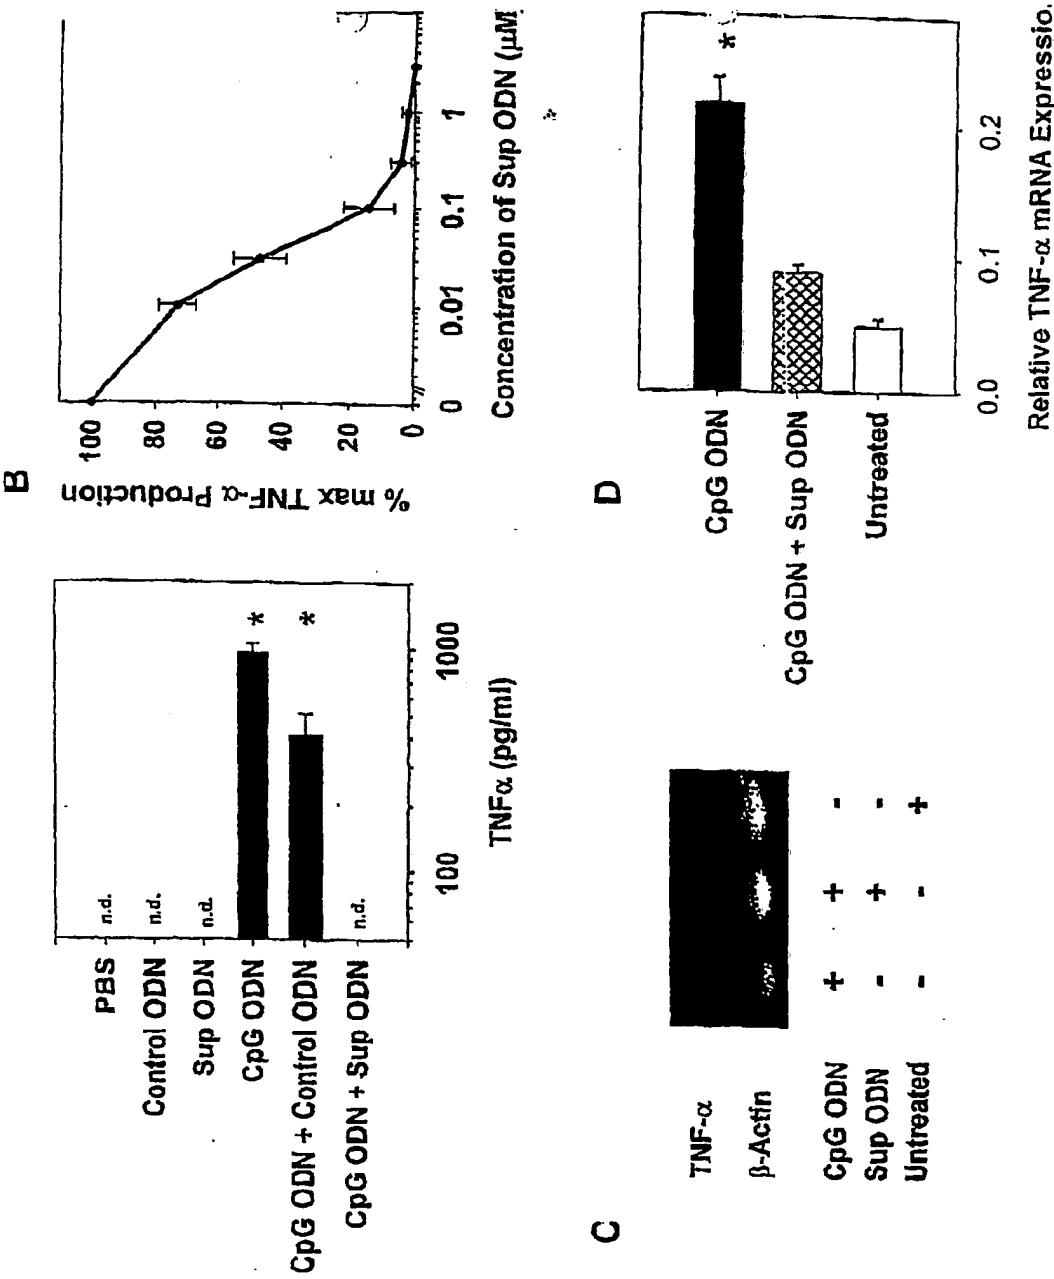 PBS
Control ODN
Sup ODN
CpG ODN
CpG ODN + Control ODN
CpG ODN + Sup ODN
n.d.
n.d.
n.d.
*
*
n.d.
100
1000
TNFα (pg/ml)
B
% max TNF-α Production
100
80
60
40
20
0
0
0.01
0.1
1
Concentration of Sup ODN (μM
C
TNF-α
β-Actin
CpG ODN + + -
Sup ODN - + -
Untreated - - +
D
CpG ODN
CpG ODN + Sup ODN
Untreated
*
0.0
0.1
0.2
Relative TNF-α mRNA Expressio